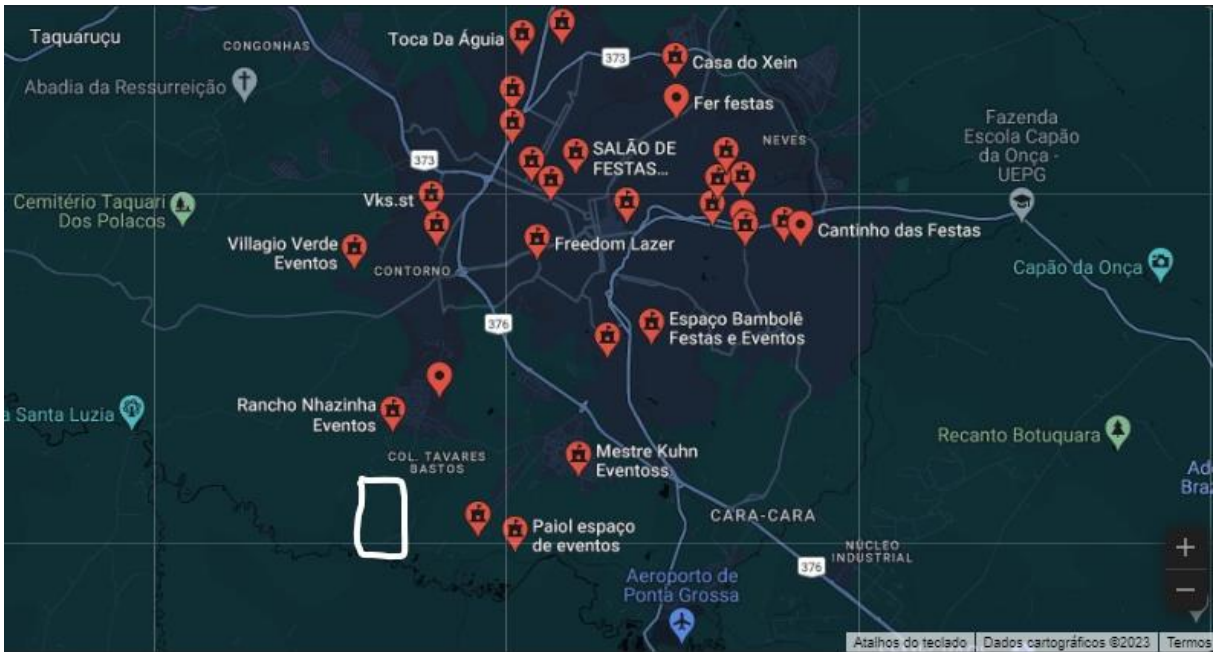 Taquaruçu
CONGONHAS
Toca Da Águia
373
Casa do Xein
Abadia da Ressurreição
Fer festas
Fazenda
Escola Capão
da Onça -
UEPG
NEVES
SALÃO DE
FESTAS...
373
Cemitério Taquari
Dos Polacos
Vks.st
Villagio Verde
Eventos
Freedom Lazer
Cantinho das Festas
CONTORNO
Capão da Onça
376
Espaço Bambolê
Festas e Eventos
Rancho Nhazinha
Eventos
a Santa Luzia
Recanto Botuquara
COL. TAVARES
BASTOS
Mestre Kuhn
Eventoss
Ad
Braz
CARA-CARA
Paiol espaço
de eventos
NÚCLEO
INDUSTRIAL
376
Aeroporto de
Ponta Grossa
+
−
Atalhos do teclado
Dados cartográficos ©2023
Termos